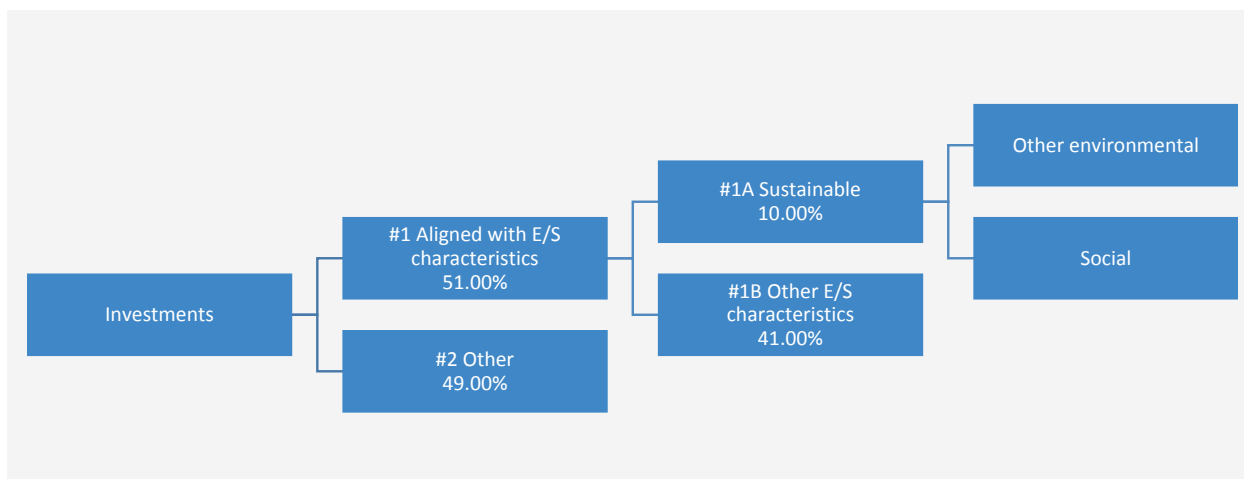 Investments
#1 Aligned with E/S
characteristics
51.00%
#2 Other
49.00%
#1A Sustainable
10.00%
#1B Other E/S
characteristics
41.00%
Other environmental
Social